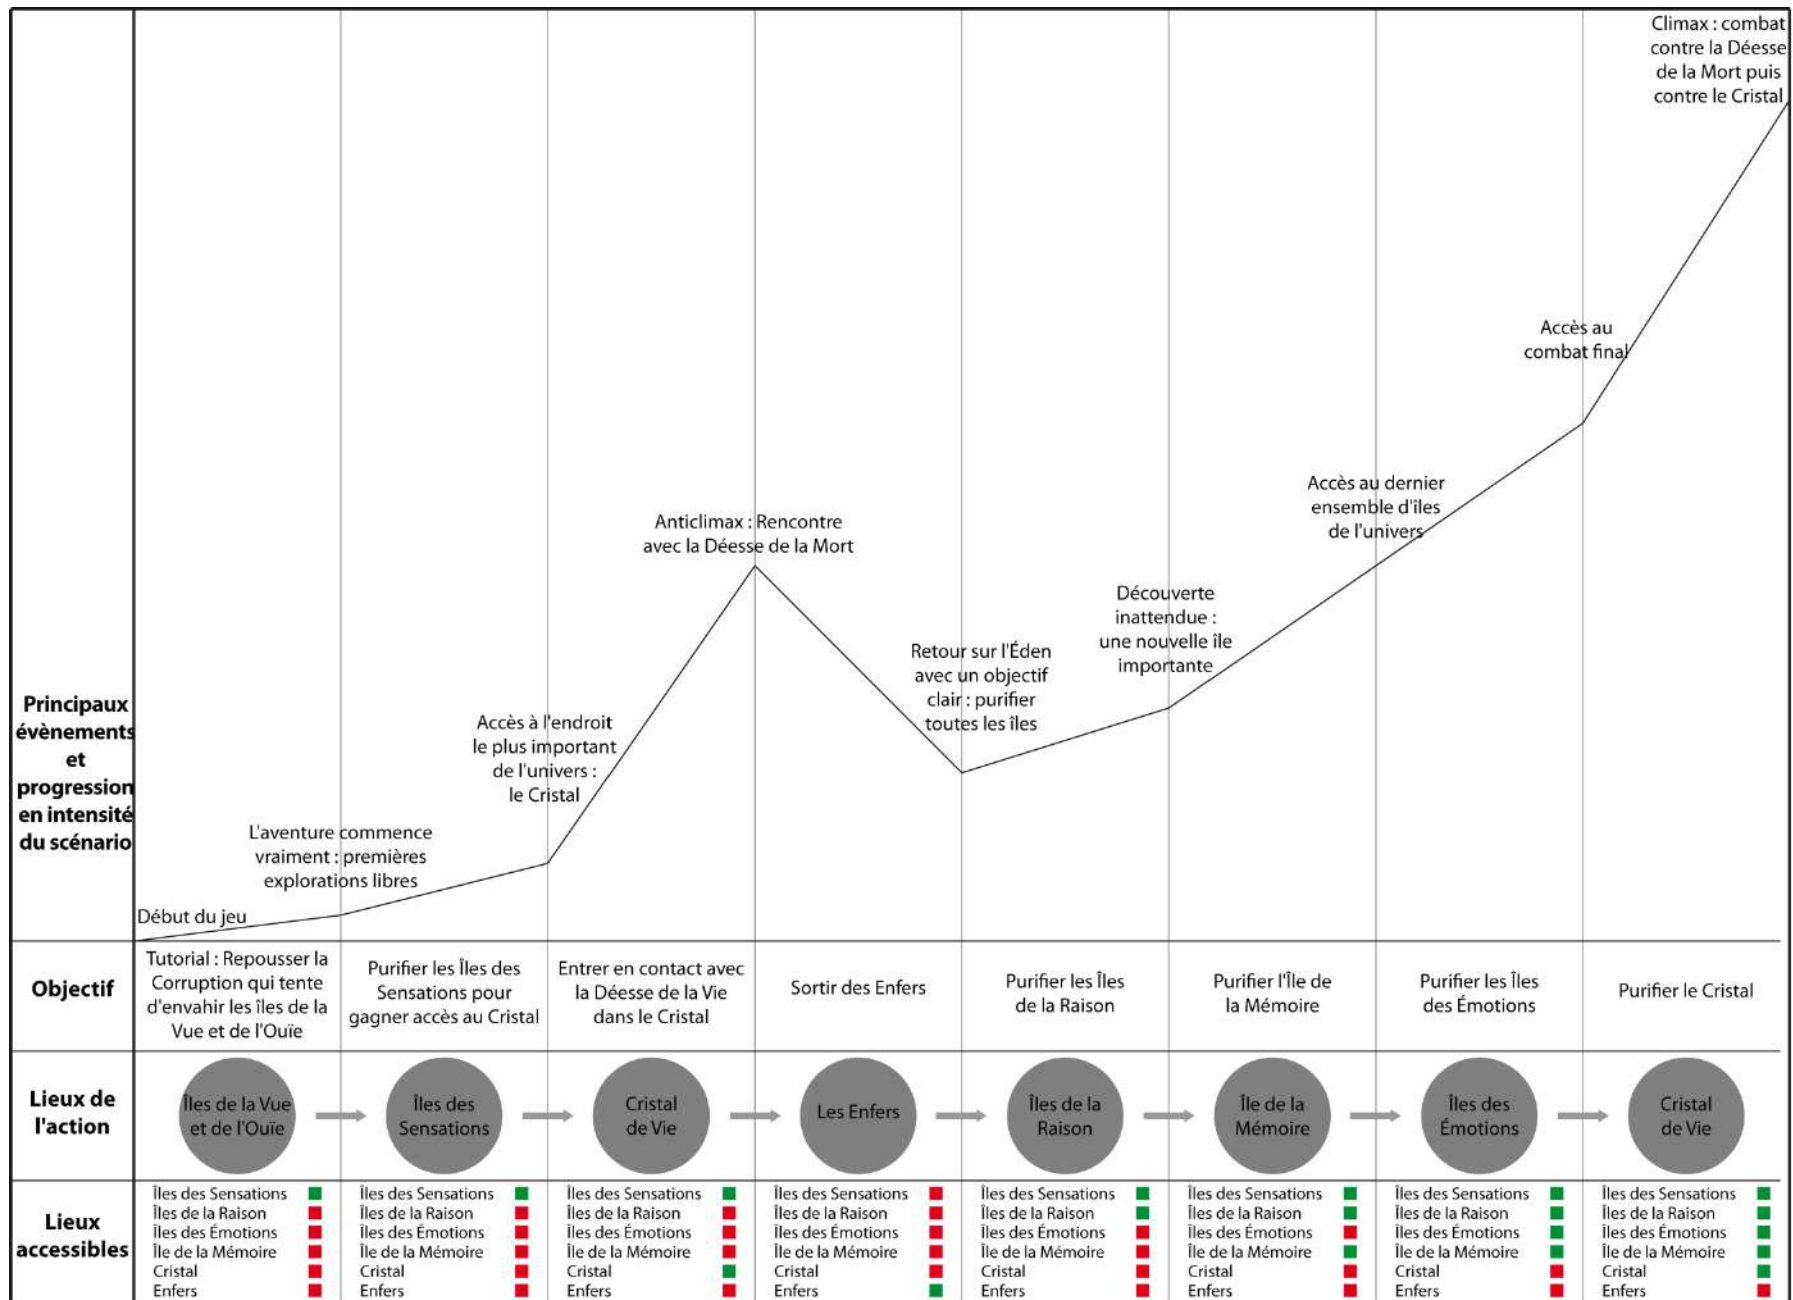 Climax : combat
contre la Déesse
de la Mort puis
contre le Cristal
Accès au
combat final
Accès au dernier
ensemble d'îles
de l'univers
Anticlimax : Rencontre
avec la Déesse de la Mort
Découverte
inattendue :
une nouvelle île
importante
Retour sur l'Éden
avec un objectif
clair : purifier
toutes les îles
Accès à l'endroit
le plus important
de l'univers :
le Cristal
L'aventure commence
vraiment : premières
explorations libres
Début du jeu
Principaux
évènements
et
progression
en intensité
du scénario
Objectif
Tutorial : Repousser la
Corruption qui tente
d'envahir les îles de la
Vue et de l'Ouïe
Purifier les Îles des
Sensations pour
gagner accès au Cristal
Entrer en contact avec
la Déesse de la Vie
dans le Cristal
Sortir des Enfers
Purifier les Îles
de la Raison
Purifier l'Île de
la Mémoire
Purifier les Îles
des Émotions
Purifier le Cristal
Lieux de
l'action
Îles de la Vue
et de l'Ouïe
Îles des
Sensations
Cristal
de Vie
Les Enfers
Îles de la
Raison
Île de la
Mémoire
Îles des
Émotions
Cristal
de Vie
Lieux
accessibles
Îles des Sensations
Îles de la Raison
Îles des Émotions
Île de la Mémoire
Cristal
Enfers
Îles des Sensations
Îles de la Raison
Îles des Émotions
Île de la Mémoire
Cristal
Enfers
Îles des Sensations
Îles de la Raison
Îles des Émotions
Île de la Mémoire
Cristal
Enfers
Îles des Sensations
Îles de la Raison
Îles des Émotions
Île de la Mémoire
Cristal
Enfers
Îles des Sensations
Îles de la Raison
Îles des Émotions
Île de la Mémoire
Cristal
Enfers
Îles des Sensations
Îles de la Raison
Îles des Émotions
Île de la Mémoire
Cristal
Enfers
Îles des Sensations
Îles de la Raison
Îles des Émotions
Île de la Mémoire
Cristal
Enfers
Îles des Sensations
Îles de la Raison
Îles des Émotions
Île de la Mémoire
Cristal
Enfers